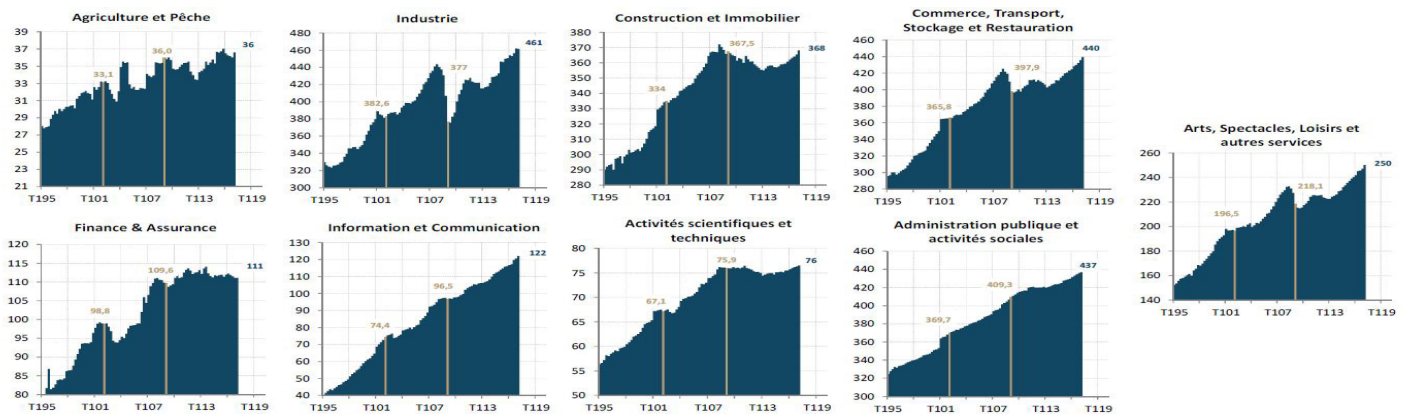 Agriculture et Pêche
39
37
35
33
31
29
27
25
23
21
33,1
36,0
36
T195
T101
T107
T113
T119
Industrie
480
460
440
420
400
380
360
340
320
300
382,6
377
461
T195
T101
T107
T113
T119
Construction et Immobilier
380
370
360
350
340
330
320
310
300
290
280
334
367,5
368
T195
T101
T107
T113
T119
Commerce, Transport,
Stockage et Restauration
440
460
420
400
380
360
340
320
300
280
365,8
397,9
440
T195
T101
T107
T113
T119
Arts, Spectacles, Loisirs et
autres services
260
240
220
200
180
160
140
196,5
218,1
250
T195
T101
T107
T113
T119
Finance & Assurance
120
115
110
105
100
95
90
85
80
98,8
109,6
111
T195
T101
T107
T113
T119
Information et Communication
130
120
110
100
90
80
70
60
50
40
74,4
96,5
122
T195
T101
T107
T113
T119
Activités scientifiques et
techniques
80
75
70
65
60
55
50
67,1
75,9
76
T195
T101
T107
T113
T119
Administration publique et
activités sociales
460
440
420
400
380
360
340
320
300
369,7
409,3
437
T195
T101
T107
T113
T119